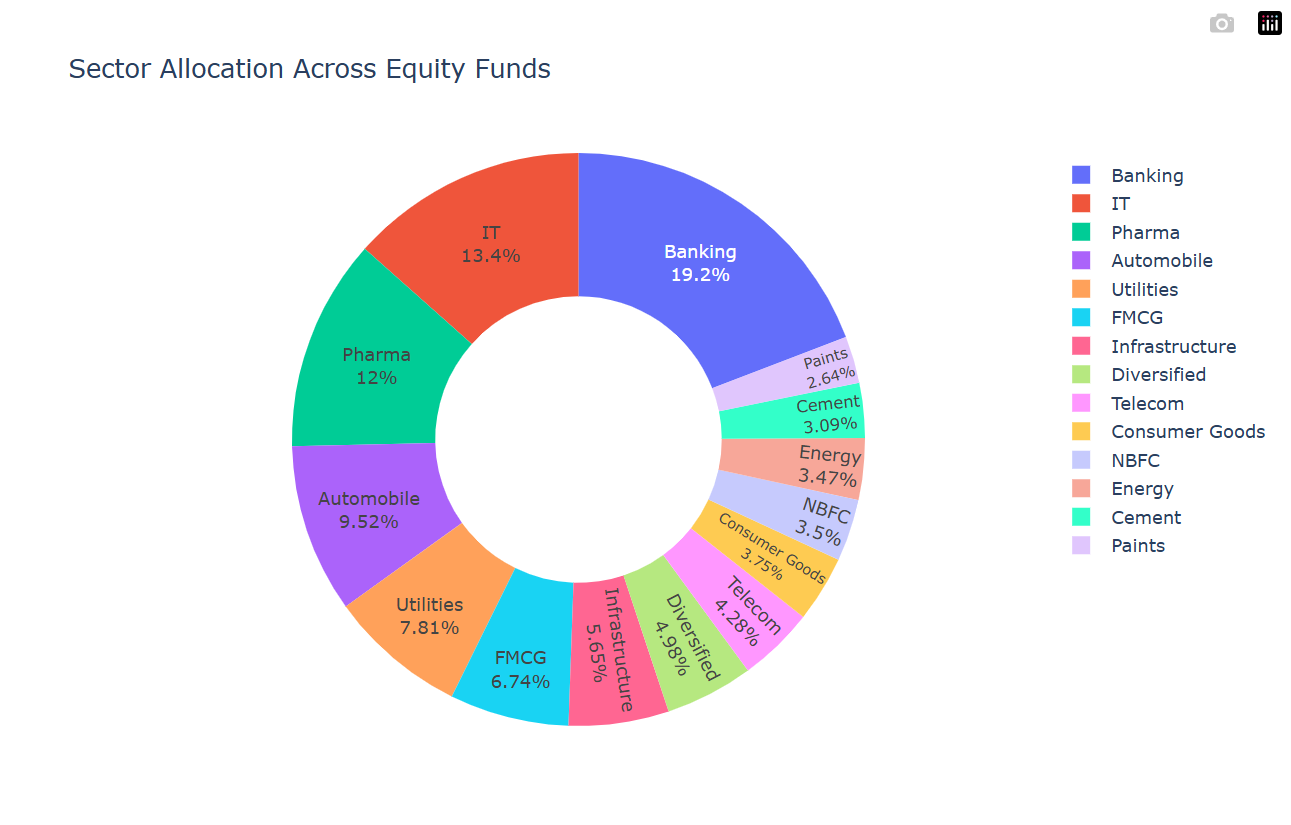 Sector Allocation Across Equity Funds
Banking
19.2%
IT
13.4%
Pharma
12%
Automobile
9.52%
Utilities
7.81%
FMCG
6.74%
Infrastructure
5.65%
Diversified
4.98%
Telecom
4.28%
Consumer Goods
3.75%
NBFC
3.5%
Energy
3.47%
Cement
3.09%
Paints
2.64%
Banking
IT
Pharma
Automobile
Utilities
FMCG
Infrastructure
Diversified
Telecom
Consumer Goods
NBFC
Energy
Cement
Paints